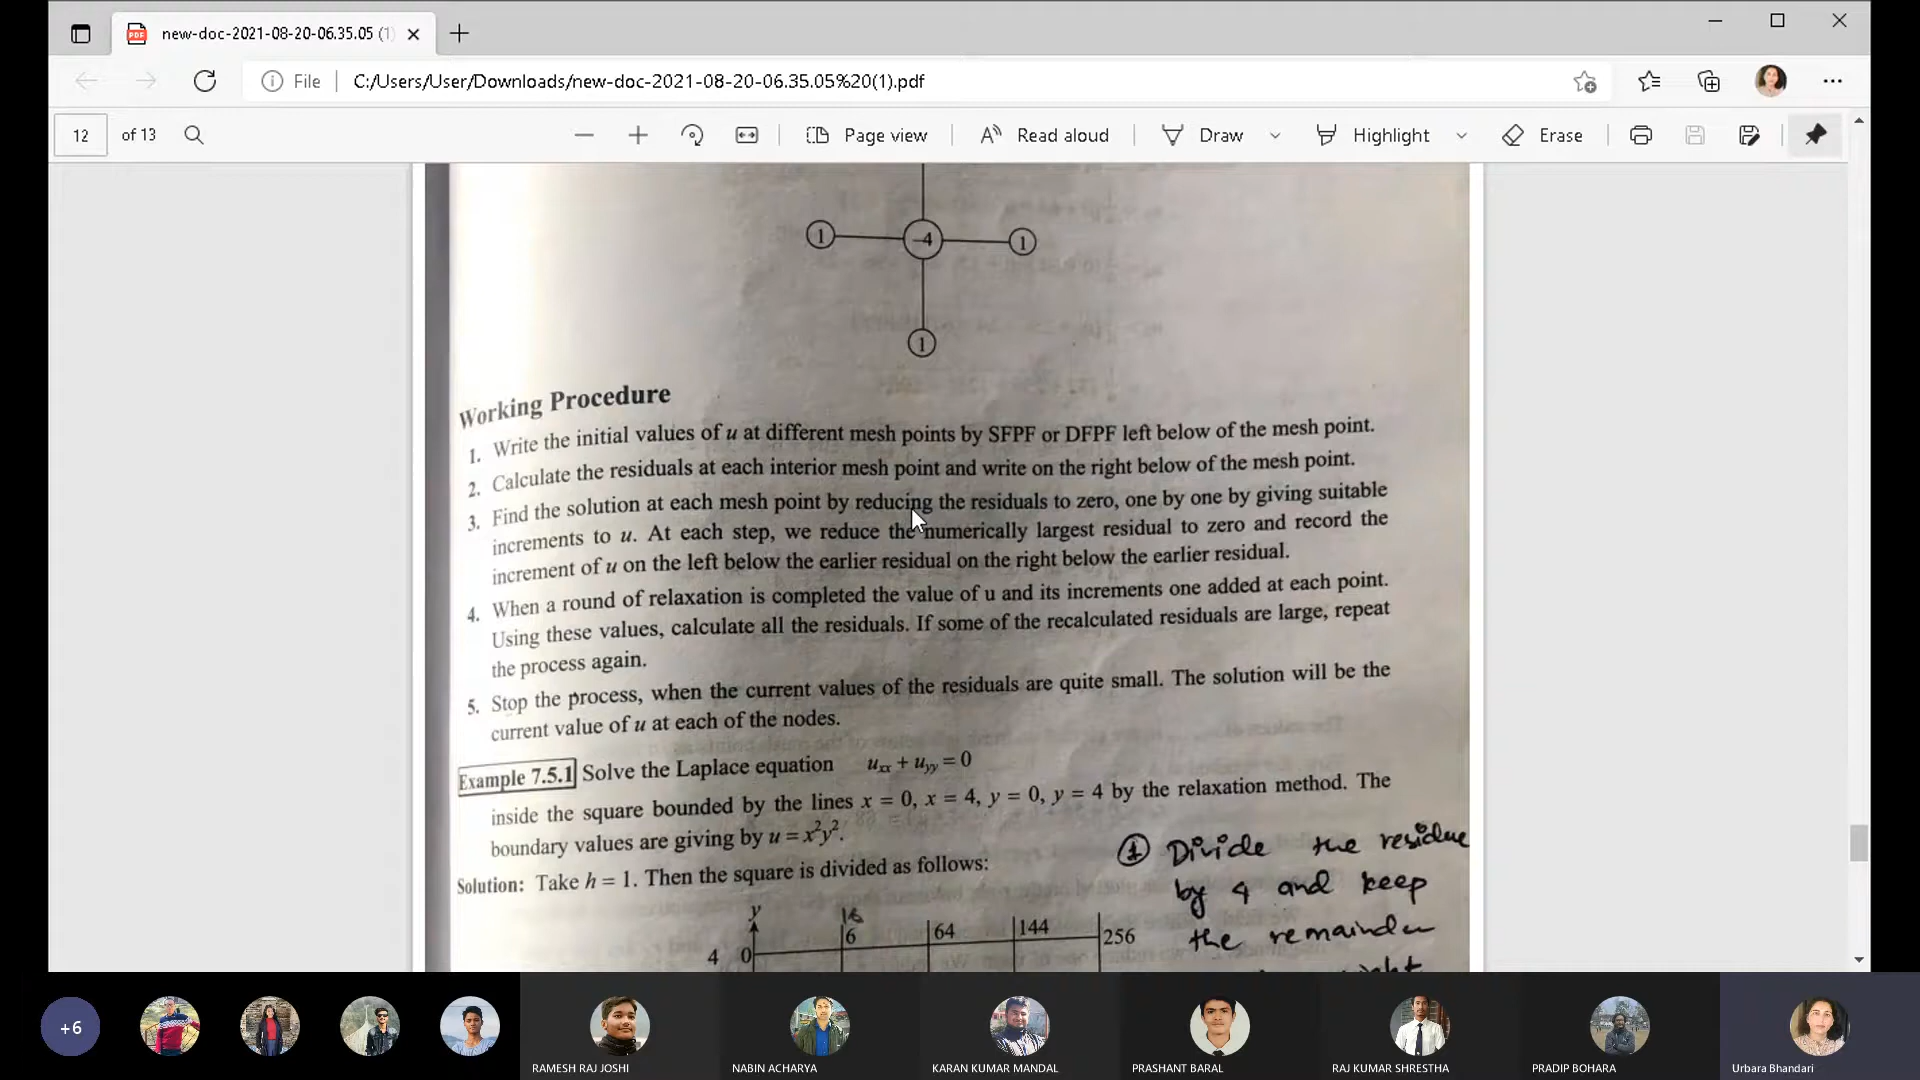 new-doc-2021-08-20-06.35.05 (1)
File
C:/Users/User/Downloads/new-doc-2021-08-20-06.35.05%20(1).pdf
12 of 13
Page view
Read aloud
Draw
Highlight
Erase
1
-4
1
1
Working Procedure
1. Write the initial values of u at different mesh points by SFPF or DFPF left below of the mesh point.
2. Calculate the residuals at each interior mesh point and write on the right below of the mesh point.
3. Find the solution at each mesh point by reducing the residuals to zero, one by one by giving suitable
increments to u. At each step, we reduce the numerically largest residual to zero and record the
increment of u on the left below the earlier residual on the right below the earlier residual.
4. When a round of relaxation is completed the value of u and its increments one added at each point.
Using these values, calculate all the residuals. If some of the recalculated residuals are large, repeat
the process again.
5. Stop the process, when the current values of the residuals are quite small. The solution will be the
current value of u at each of the nodes.
Example 7.5.1 Solve the Laplace equation uxx + uyy = 0
inside the square bounded by the lines x = 0, x = 4, y = 0, y = 4 by the relaxation method. The
boundary values are giving by u = x²y².
Solution: Take h = 1. Then the square is divided as follows:
① Divide the residue
by 4 and keep
the remainder
y
16
6
64
144
256
4
0
+6
RAMESH RAJ JOSHI
NABIN ACHARYA
KARAN KUMAR MANDAL
PRASHANT BARAL
RAJ KUMAR SHRESTHA
PRADIP BOHARA
Urbara Bhandari